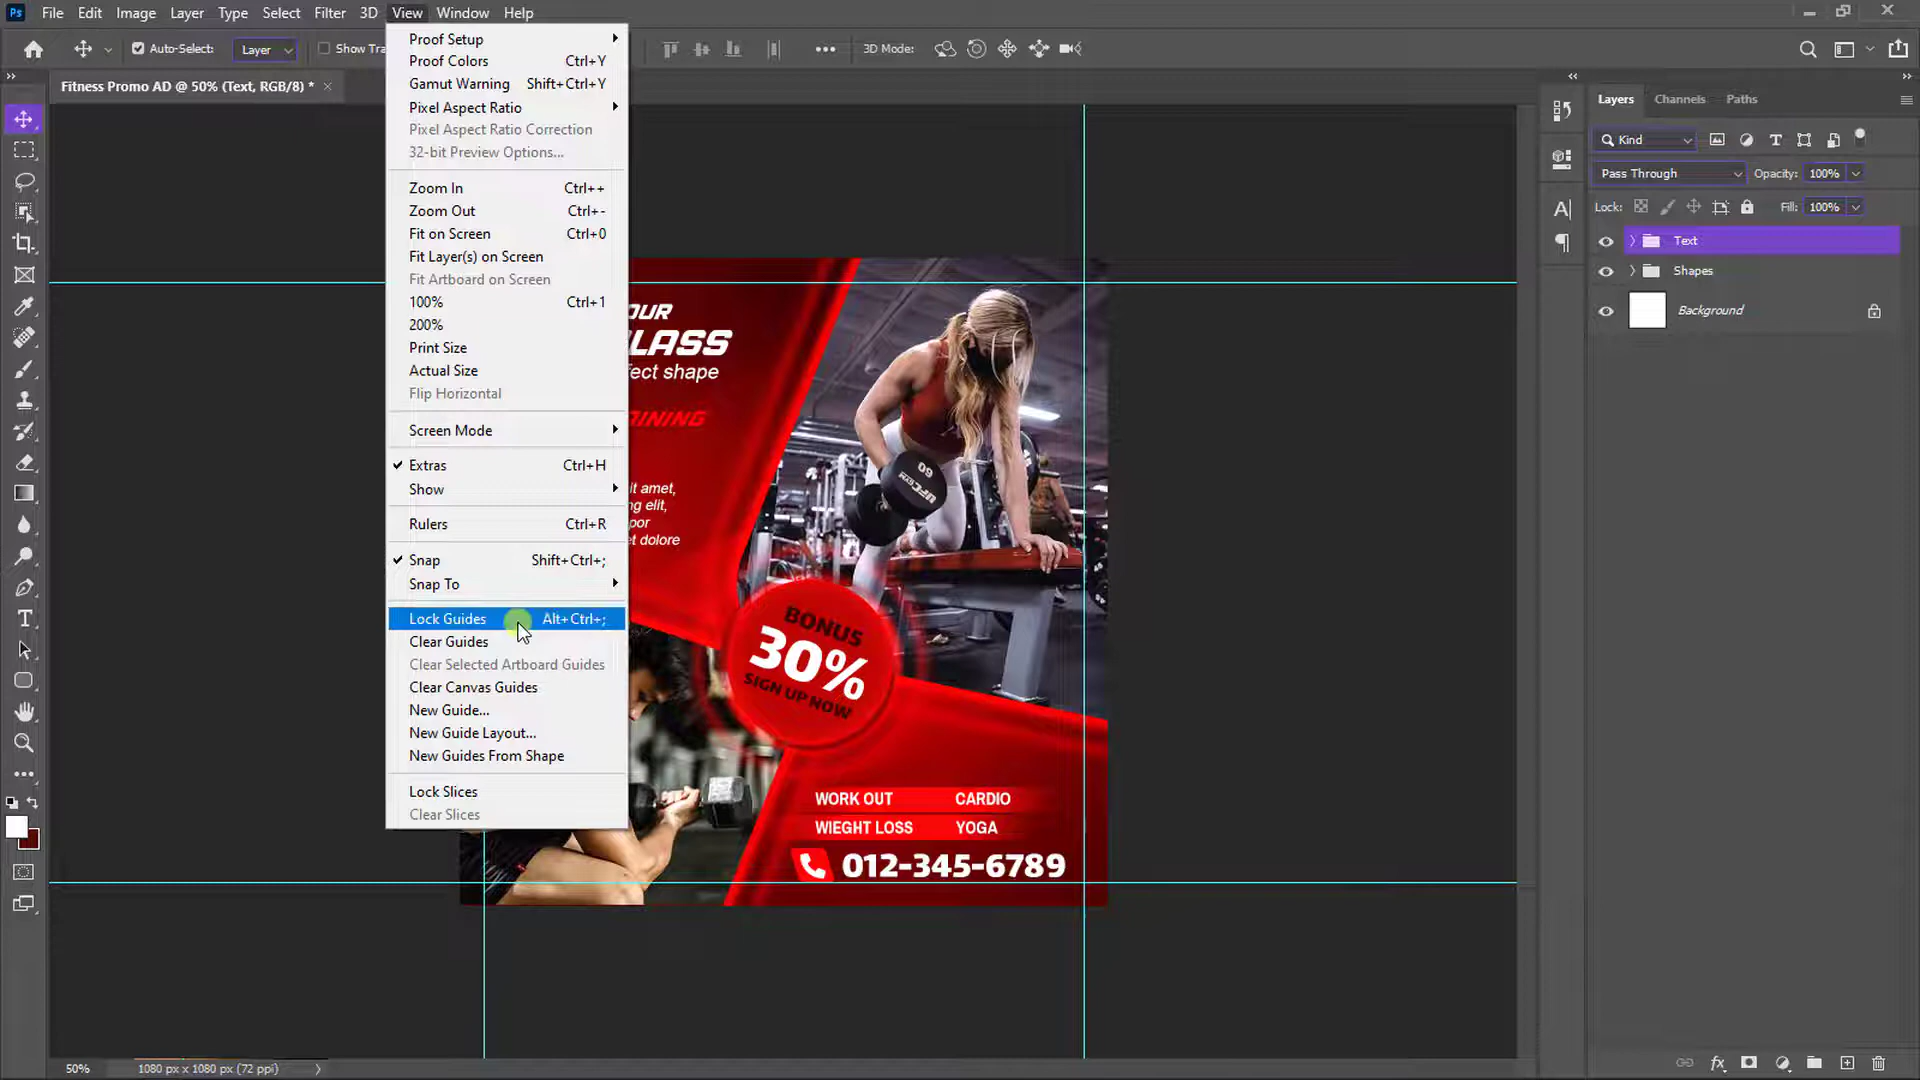 Ps File Edit Image Layer Type Select Filter 3D View Window Help
Auto-Select: Layer Show Tra 3D Mode:
Fitness Promo AD @ 50% (Text, RGB/8) * ×
Proof Setup
Proof Colors Ctrl+Y
Gamut Warning Shift+Ctrl+Y
Pixel Aspect Ratio
Pixel Aspect Ratio Correction
32-bit Preview Options...
Zoom In Ctrl++
Zoom Out Ctrl+-
Fit on Screen Ctrl+0
Fit Layer(s) on Screen
Fit Artboard on Screen
100% Ctrl+1
200%
Print Size
Actual Size
Flip Horizontal
Screen Mode
Extras Ctrl+H
Show
Rulers Ctrl+R
Snap Shift+Ctrl+;
Snap To
Lock Guides Alt+Ctrl+;
Clear Guides
Clear Selected Artboard Guides
Clear Canvas Guides
New Guide...
New Guide Layout...
New Guides From Shape
Lock Slices
Clear Slices
OUR
LASS
fect shape
INING
it amet,
ng elit,
por
et dolore
60
UFC GYM
BONUS
30%
SIGN UP NOW
WORK OUT CARDIO
WIEGHT LOSS YOGA
012-345-6789
Layers Channels Paths
Kind
Pass Through Opacity: 100%
Lock: Fill: 100%
Text
Shapes
Background
50% 1080 px x 1080 px (72 ppi)